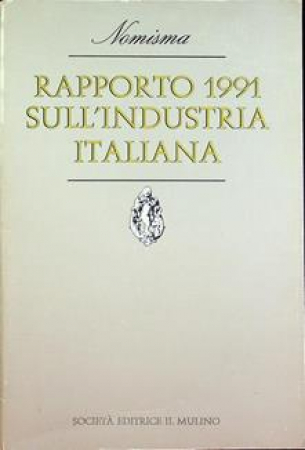 Nomisma
RAPPORTO 1991
SULL'INDUSTRIA
ITALIANA
SOCIETÀ EDITRICE IL MULINO